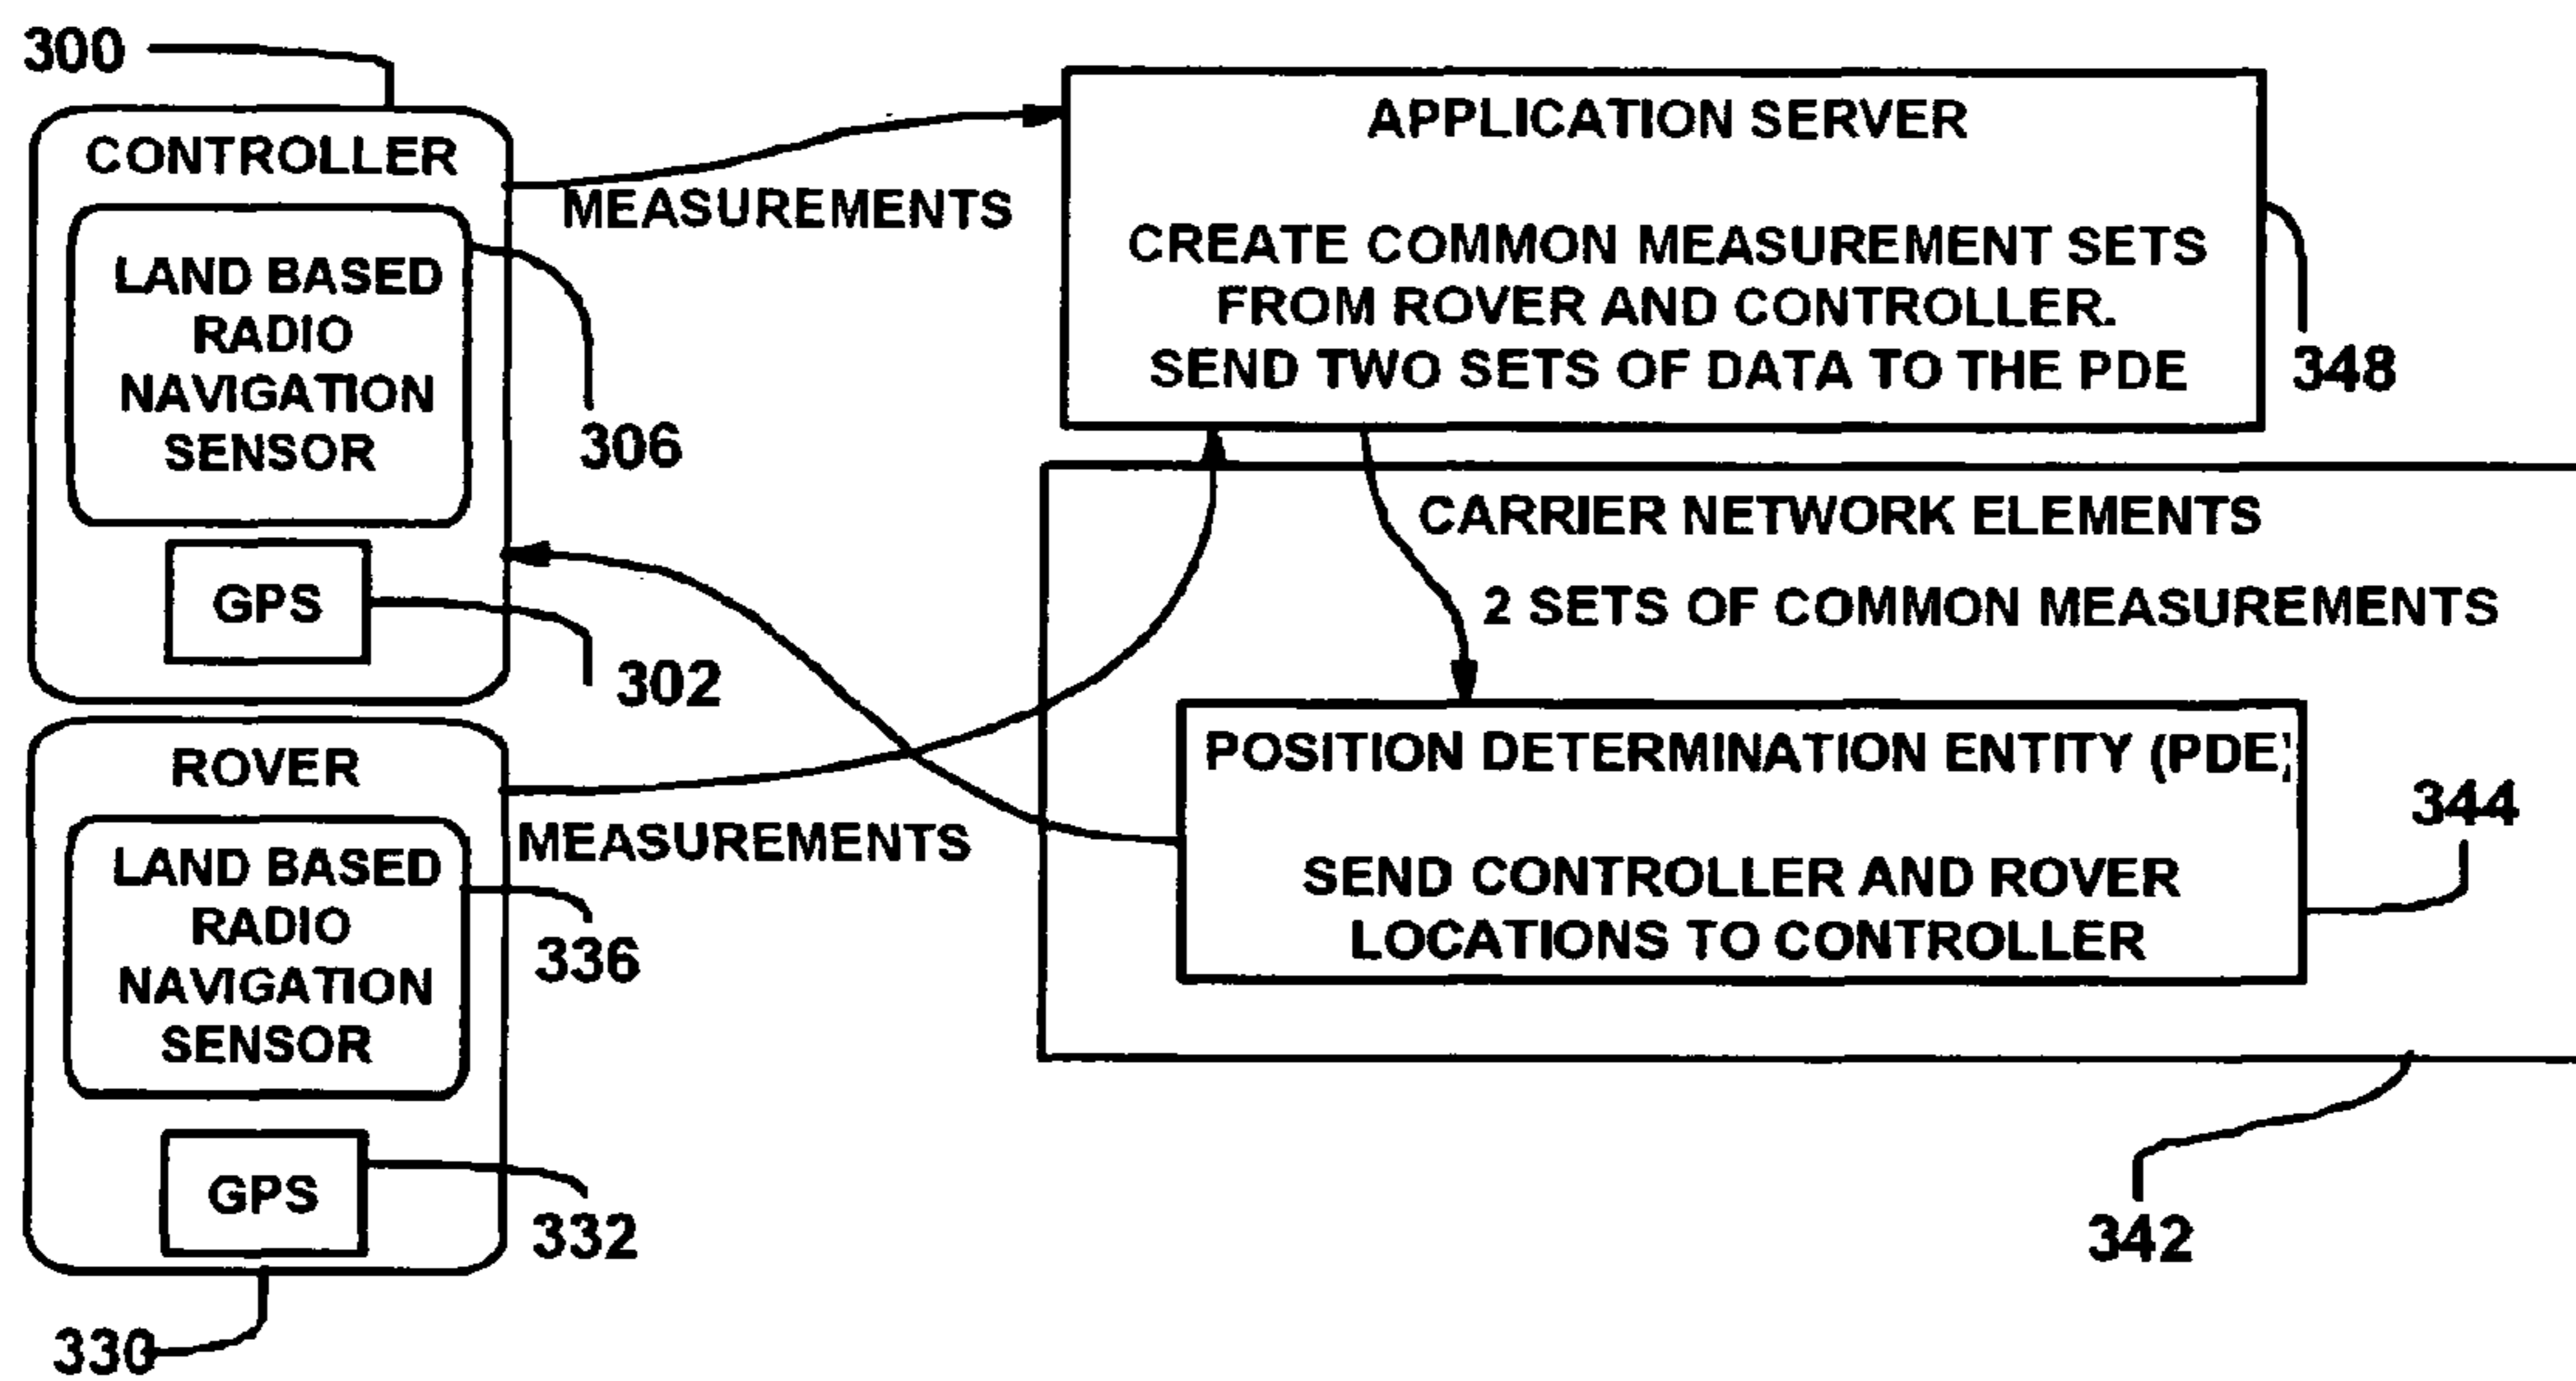 300
CONTROLLER
LAND BASED
RADIO
NAVIGATION
SENSOR
306
GPS
302
MEASUREMENTS
APPLICATION SERVER
CREATE COMMON MEASUREMENT SETS
FROM ROVER AND CONTROLLER.
SEND TWO SETS OF DATA TO THE PDE
348
CARRIER NETWORK ELEMENTS
2 SETS OF COMMON MEASUREMENTS
ROVER
LAND BASED
RADIO
NAVIGATION
SENSOR
336
GPS
332
330
MEASUREMENTS
POSITION DETERMINATION ENTITY (PDE)
SEND CONTROLLER AND ROVER
LOCATIONS TO CONTROLLER
344
342